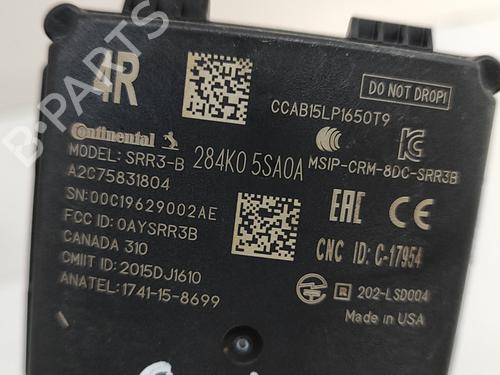 4R
DO NOT DROP!
CCAB15LP1650T9
Continental
MSIP-CRM-8DC-SRR3B
MODEL: SRR3-B
284K0 5SA0A
A2C75831804
SN:00C19629002AE
FCC ID: OAYSRR3B
EAC
CANADA 310
CNC ID: C-17954
CMIIT ID: 2015DJ1610
R 202-LSD004
ANATEL: 1741-15-8699
Made in USA